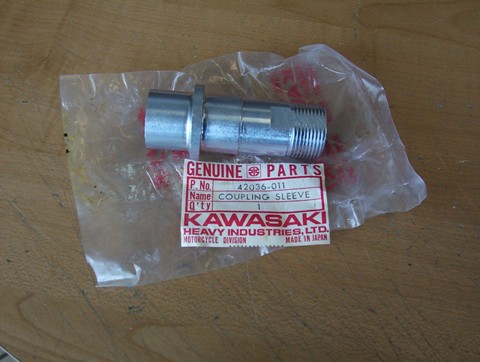 GENUINE PARTS
P.No. 42036-011
Name COUPLING SLEEVE
Q'ty 1
KAWASAKI
HEAVY INDUSTRIES, LTD.
MOTORCYCLE DIVISION MADE IN JAPAN